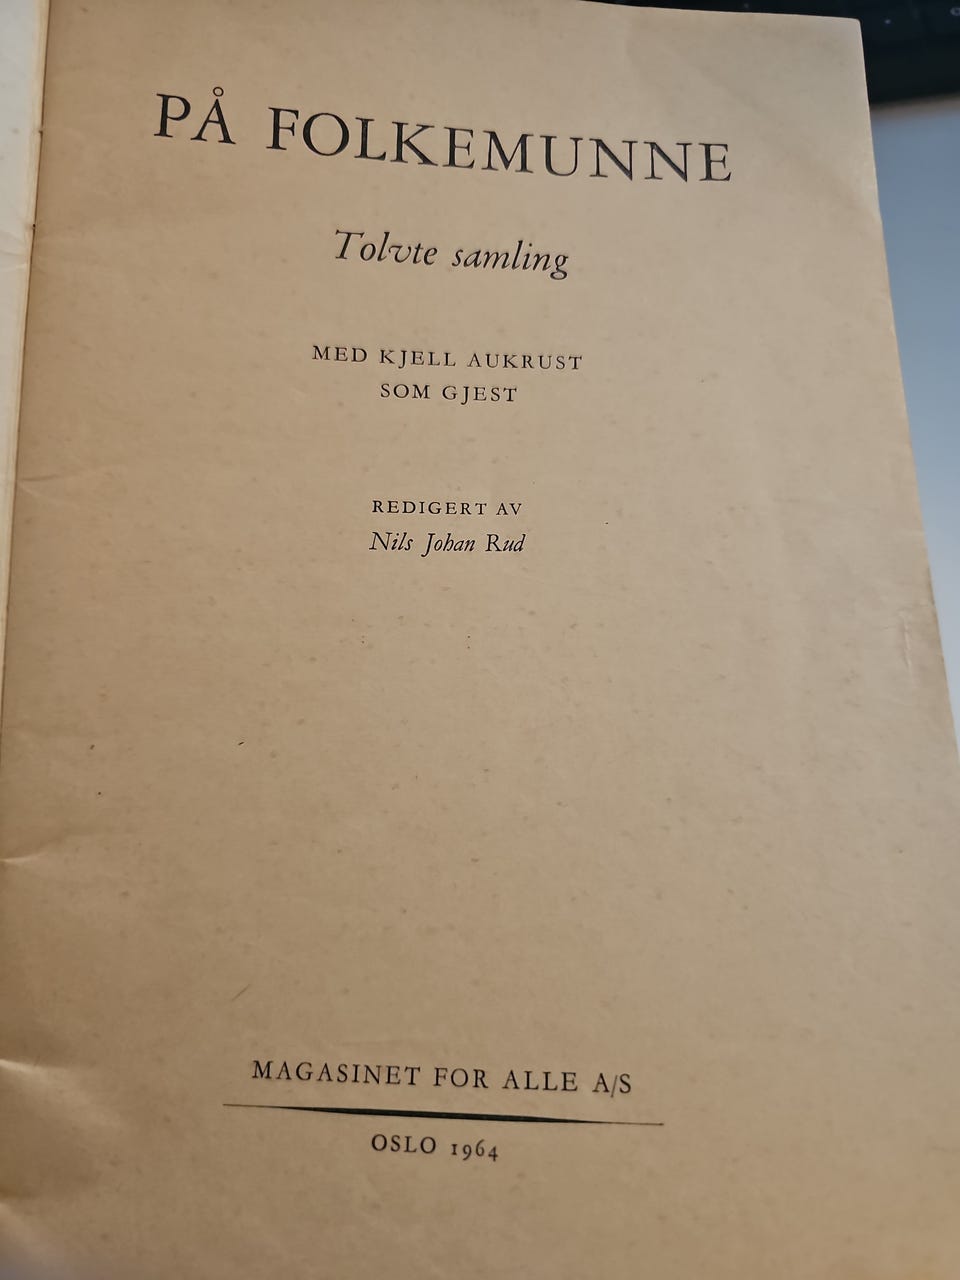 PÅ FOLKEMUNNE
Tolvte samling
MED KJELL AUKRUST
SOM GJEST
REDIGERT AV
Nils Johan Rud
MAGASINET FOR ALLE A/S
OSLO 1964